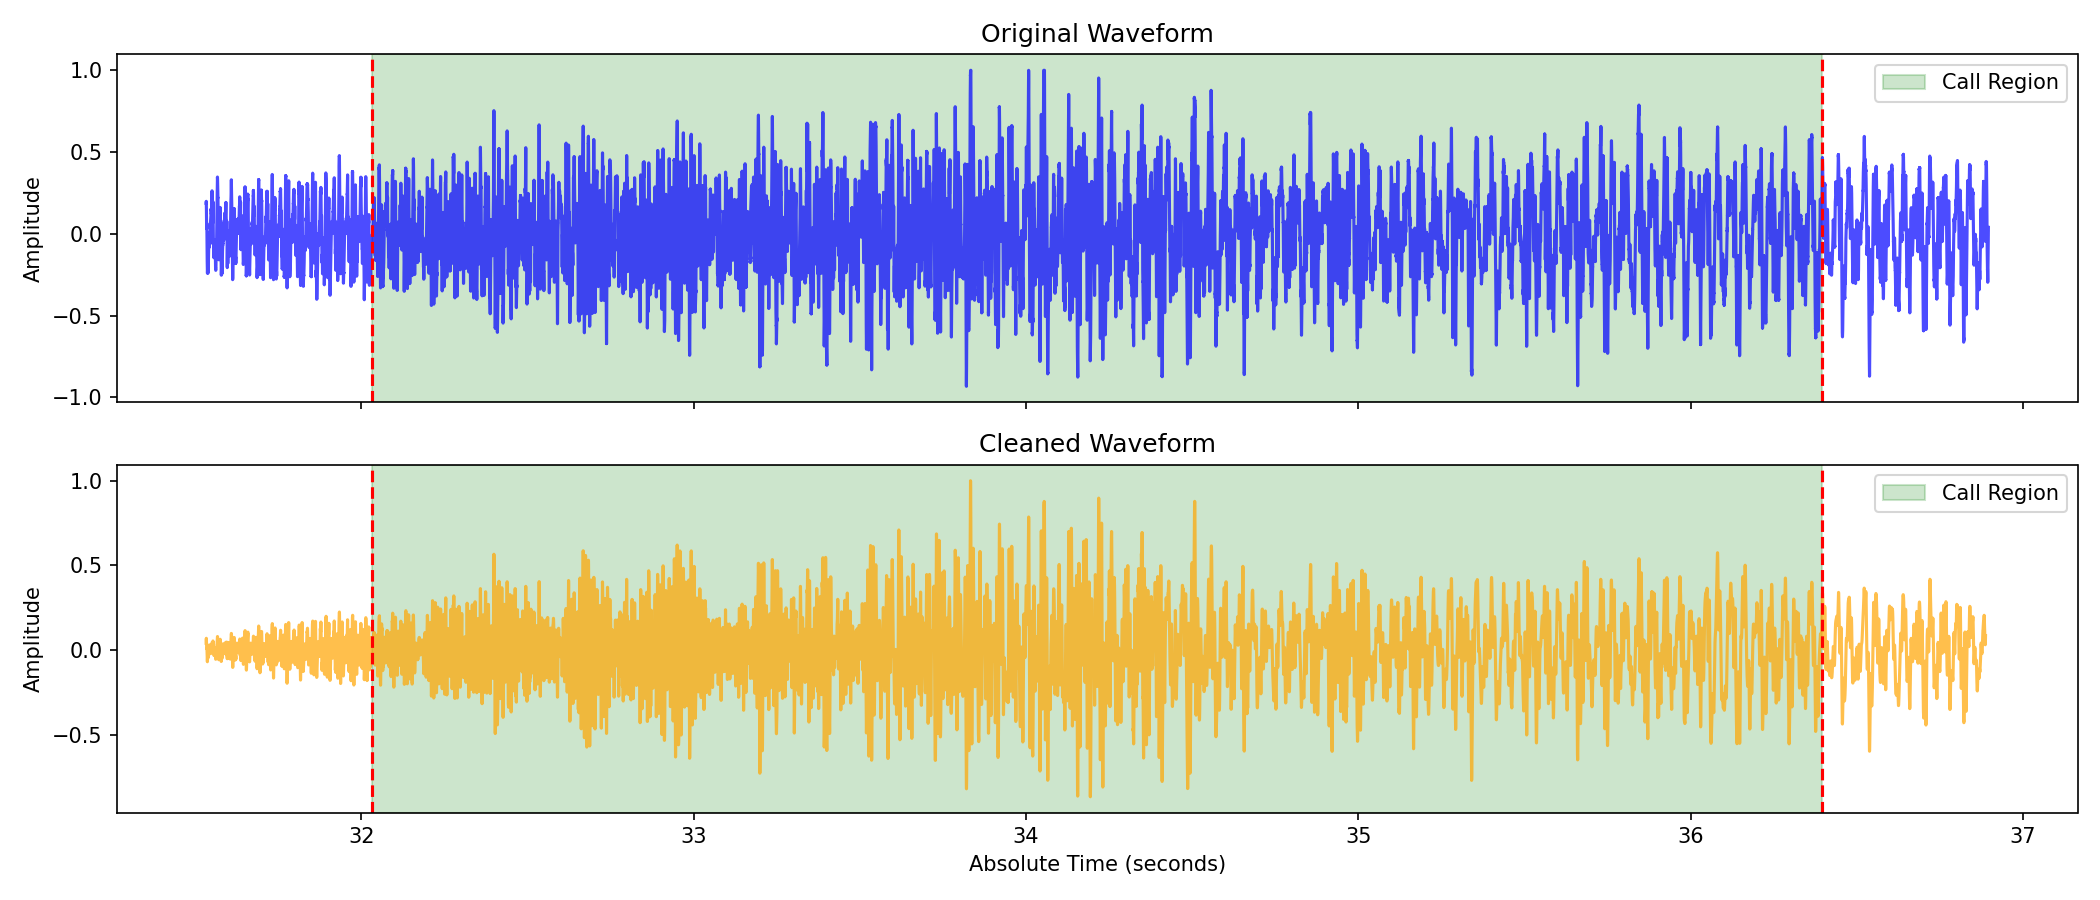 Original Waveform
1.0
0.5
0.0
−0.5
−1.0
Amplitude
Call Region
Cleaned Waveform
1.0
0.5
0.0
−0.5
Amplitude
Call Region
32 33 34 35 36 37
Absolute Time (seconds)